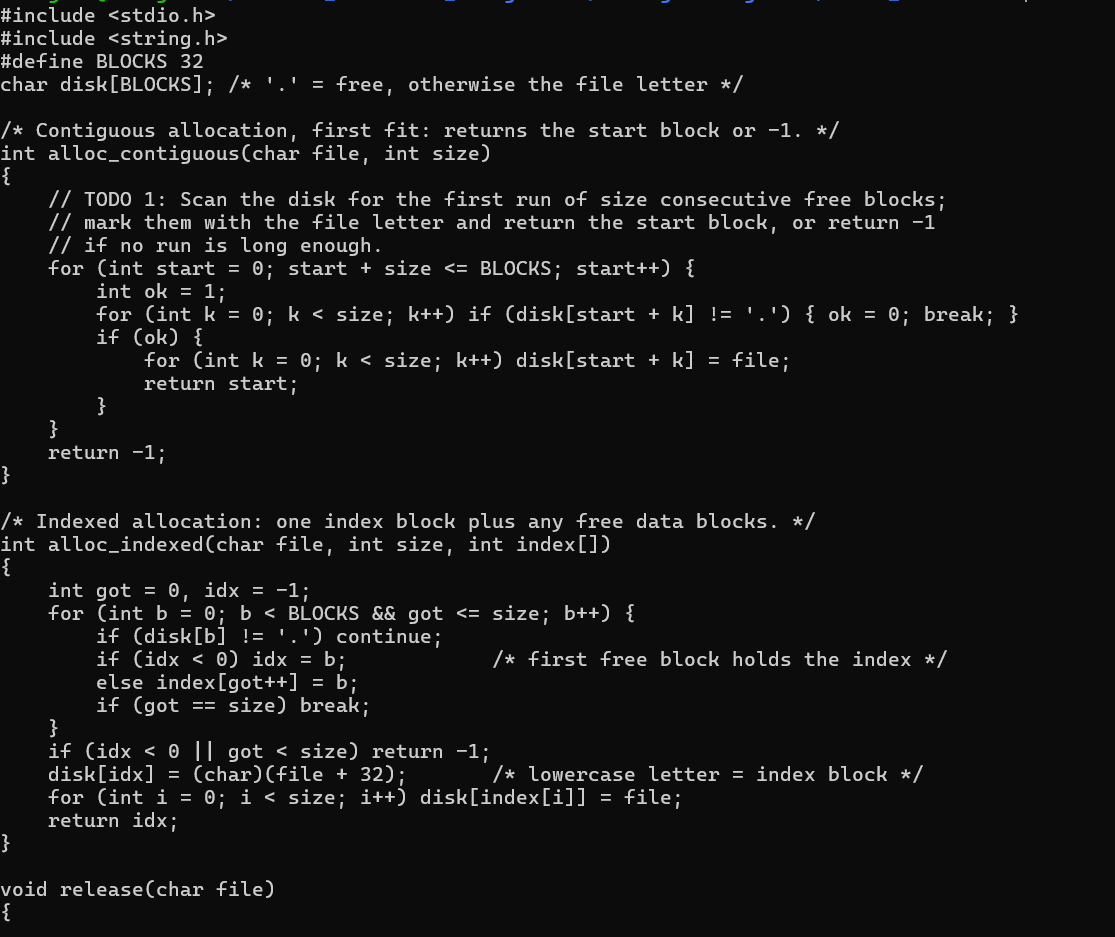 #include <stdio.h>
#include <string.h>
#define BLOCKS 32
char disk[BLOCKS]; /* '.' = free, otherwise the file letter */

/* Contiguous allocation, first fit: returns the start block or -1. */
int alloc_contiguous(char file, int size)
{
    // TODO 1: Scan the disk for the first run of size consecutive free blocks;
    // mark them with the file letter and return the start block, or return -1
    // if no run is long enough.
    for (int start = 0; start + size <= BLOCKS; start++) {
        int ok = 1;
        for (int k = 0; k < size; k++) if (disk[start + k] != '.') { ok = 0; break; }
        if (ok) {
            for (int k = 0; k < size; k++) disk[start + k] = file;
            return start;
        }
    }
    return -1;
}

/* Indexed allocation: one index block plus any free data blocks. */
int alloc_indexed(char file, int size, int index[])
{
    int got = 0, idx = -1;
    for (int b = 0; b < BLOCKS && got <= size; b++) {
        if (disk[b] != '.') continue;
        if (idx < 0) idx = b;            /* first free block holds the index */
        else index[got++] = b;
        if (got == size) break;
    }
    if (idx < 0 || got < size) return -1;
    disk[idx] = (char)(file + 32);       /* lowercase letter = index block */
    for (int i = 0; i < size; i++) disk[index[i]] = file;
    return idx;
}

void release(char file)
{